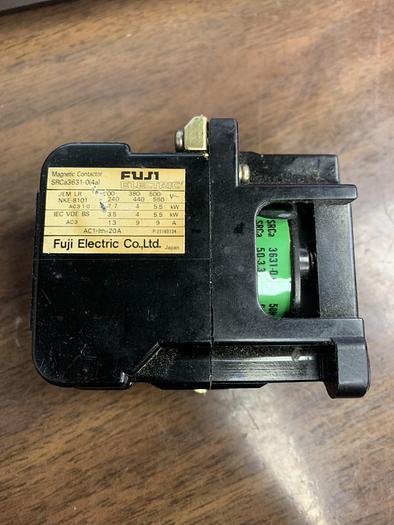 Magnetic Contactor FUJI
SRCa3631-0(4a) ELECTRIC
JEM LR 200- 380- 500- V~
NKE-8101 240 440 550
AC3 1-0 2.7 4 5.5 kW
IEC VDE BS 3.5 4 5.5 kW
AC3 13 9 9 A
AC1-Ith=20A
Fuji Electric Co.,Ltd. Japan
SRCa 3631-0
SRCa 50-3.3